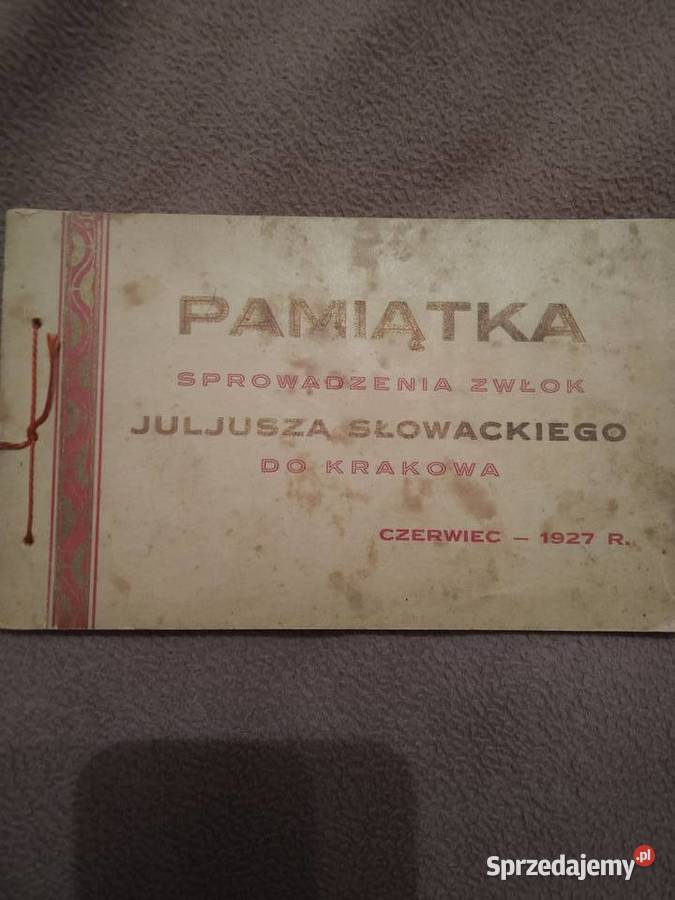 PAMIĄTKA
SPROWADZENIA ZWŁOK
JULJUSZA SŁOWACKIEGO
DO KRAKOWA
CZERWIEC – 1927 R.
Sprzedajemy.pl